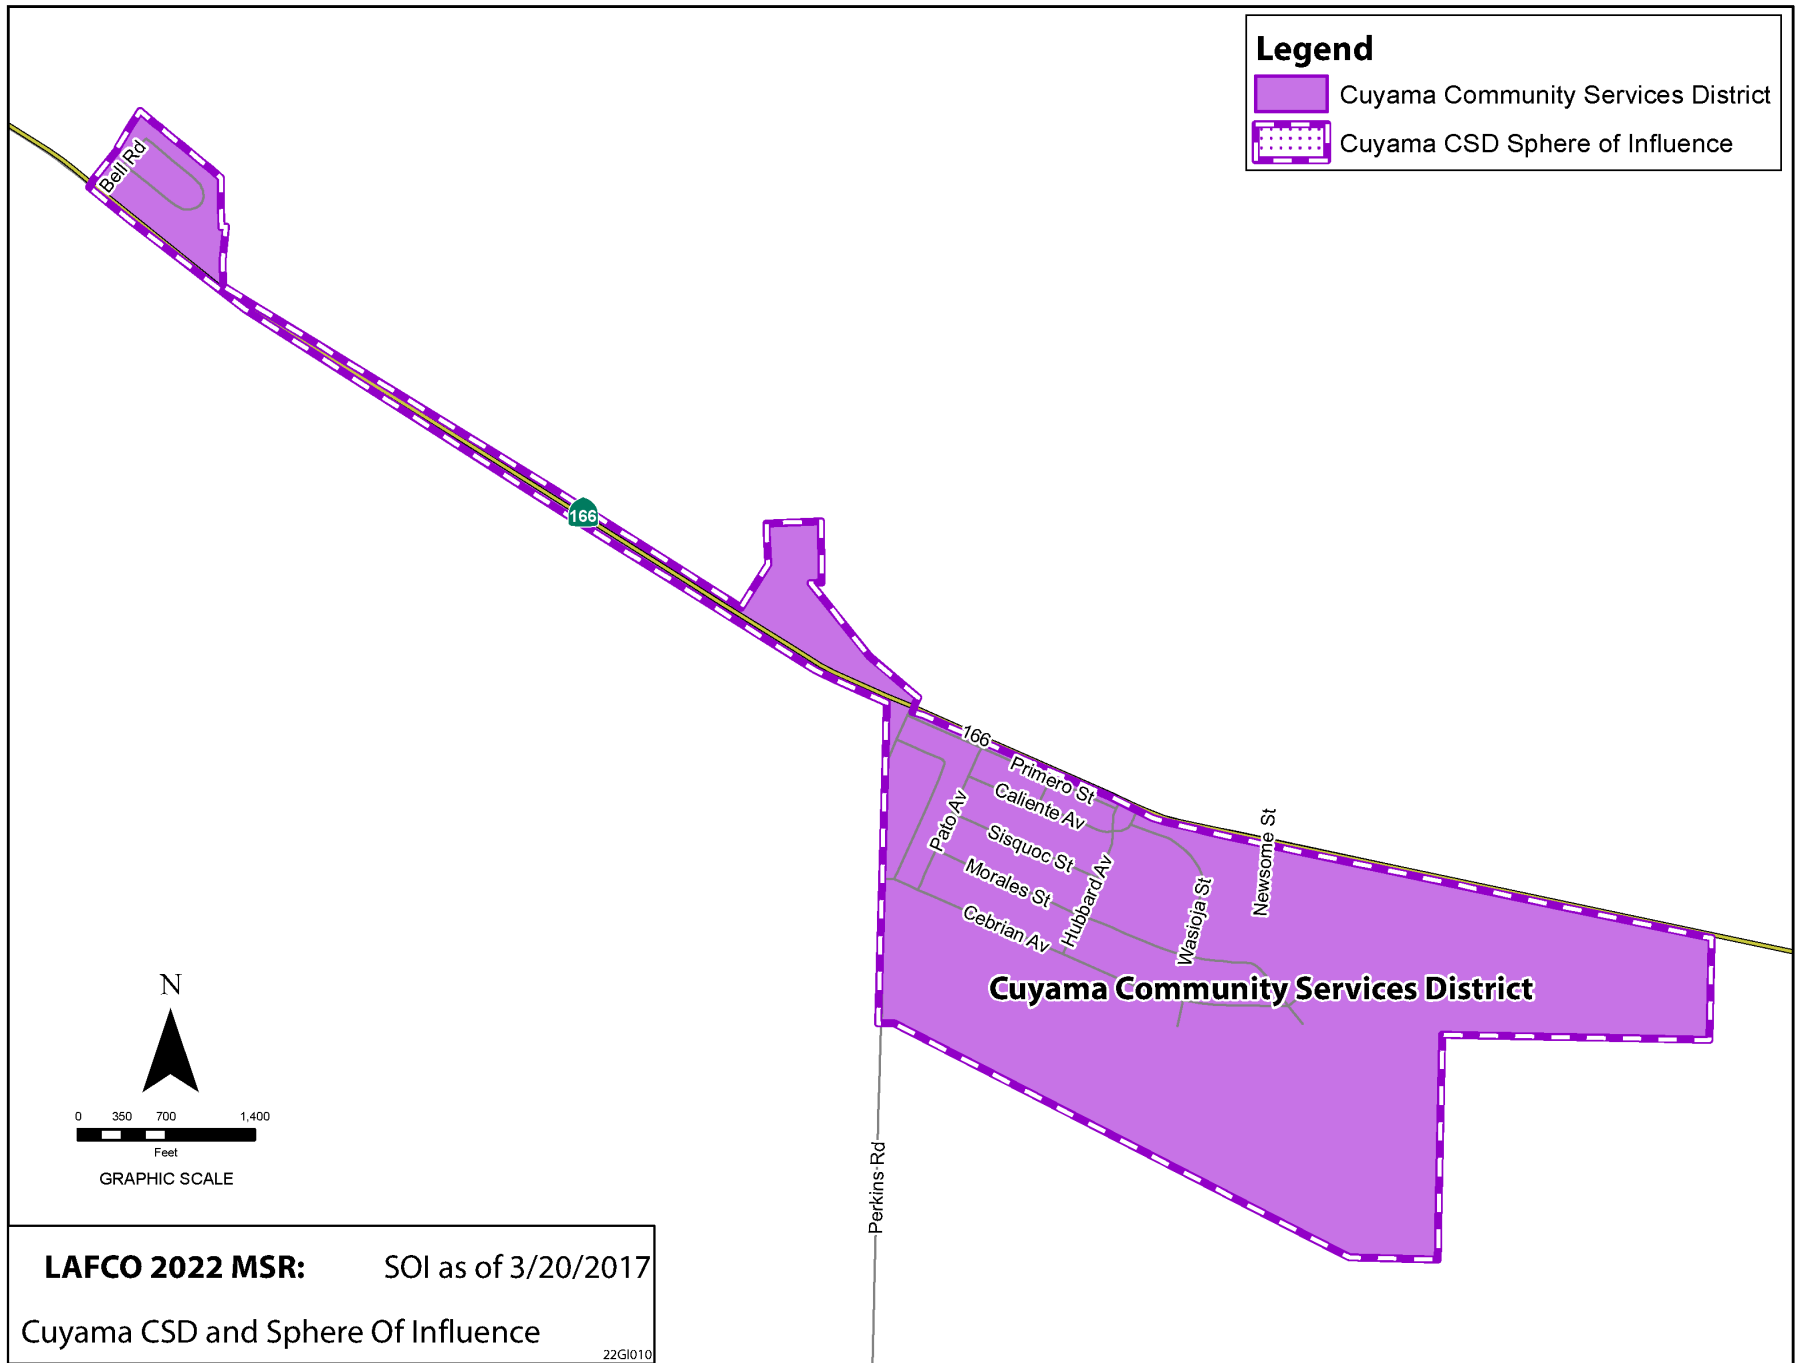 Legend
Cuyama Community Services District
Cuyama CSD Sphere of Influence
Bell Rd
166
166
Primero St
Caliente Av
Pato Av
Sisquoc St
Newsome St
Morales St
Hubbard Av
Wasioja St
Cebrian Av
Cuyama Community Services District
N
0 350 700 1,400
Feet
GRAPHIC SCALE
Perkins Rd
LAFCO 2022 MSR: SOI as of 3/20/2017
Cuyama CSD and Sphere Of Influence
22GI010